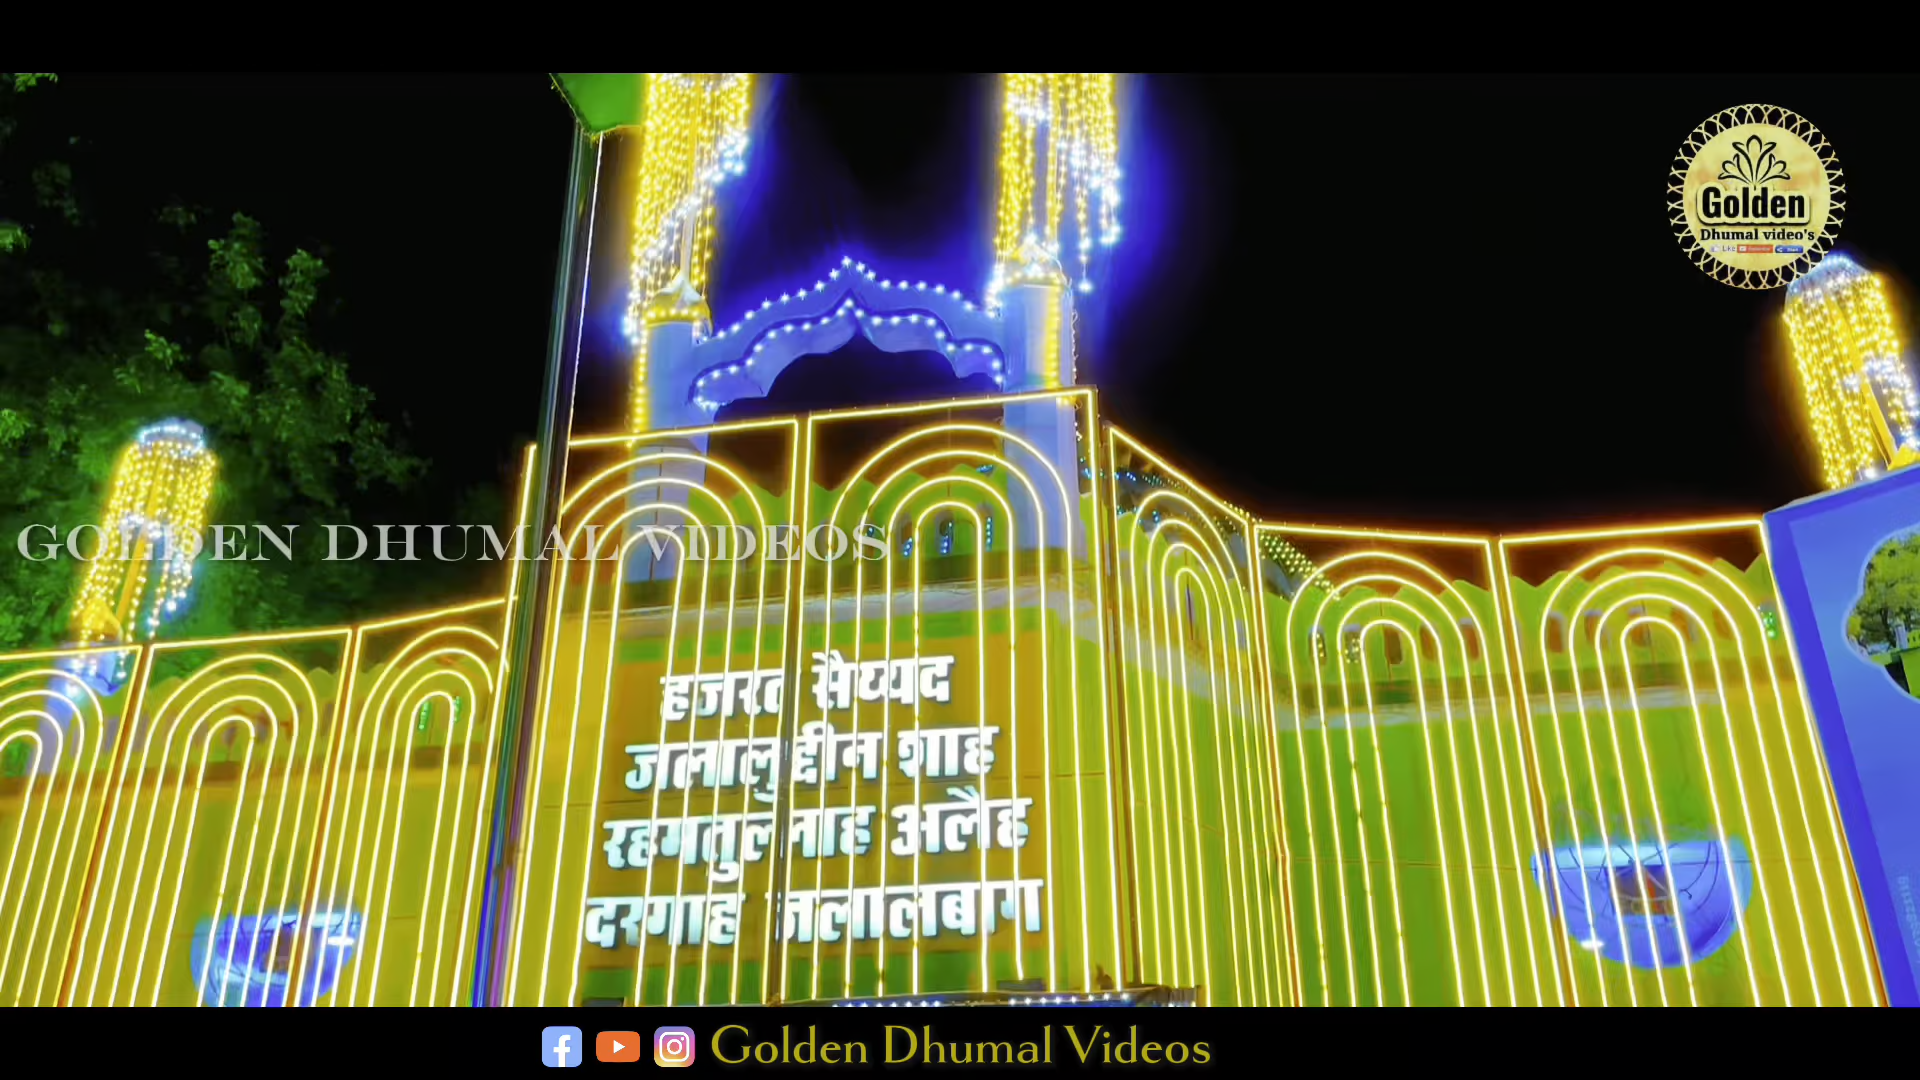 Golden
Dhumal video's
GOLDEN DHUMAL VIDEOS
हजरत सैय्यद
जलालुद्दीन शाह
रहमतुल्लाह अलैह
दरगाह जलालबाग
Golden Dhumal Videos